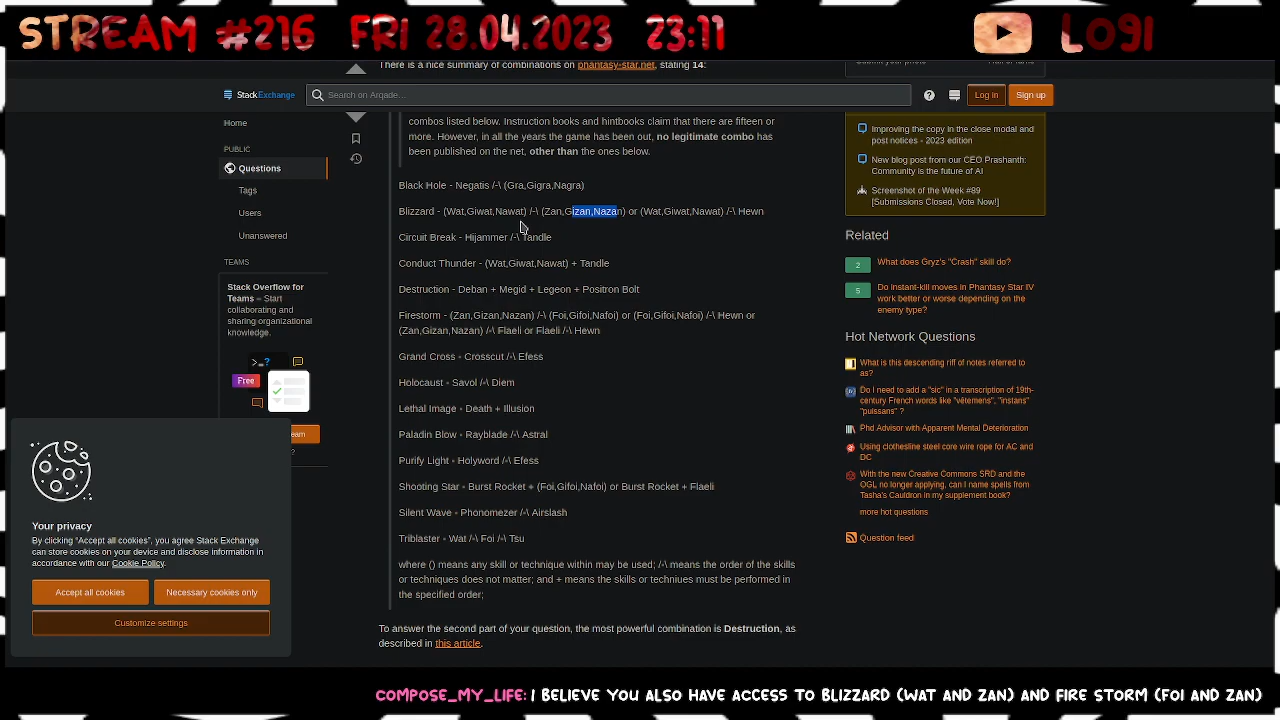 STREAM #216 FRI 28.04.2023 23:11
LO9I
There is a nice summary of combinations on phantasy-star.net, stating 14:
StackExchange
Search on Arqade…
Log in
Sign up
Home
PUBLIC
Questions
Tags
Users
Unanswered
TEAMS
Stack Overflow for
Teams – Start
collaborating and
sharing organizational
knowledge.
Free
combos listed below. Instruction books and hintbooks claim that there are fifteen or
more. However, in all the years the game has been out, no legitimate combo has
been published on the net, other than the ones below.
Black Hole - Negatis /-\ (Gra,Gigra,Nagra)
Blizzard - (Wat,Giwat,Nawat) /-\ (Zan,Gizan,Nazan) or (Wat,Giwat,Nawat) /-\ Hewn
Circuit Break - Hijammer /-\ Tandle
Conduct Thunder - (Wat,Giwat,Nawat) + Tandle
Destruction - Deban + Megid + Legeon + Positron Bolt
Firestorm - (Zan,Gizan,Nazan) /-\ (Foi,Gifoi,Nafoi) or (Foi,Gifoi,Nafoi) /-\ Hewn or
(Zan,Gizan,Nazan) /-\ Flaeli or Flaeli /-\ Hewn
Grand Cross - Crosscut /-\ Efess
Holocaust - Savol /-\ Diem
Lethal Image - Death + Illusion
Paladin Blow - Rayblade /-\ Astral
Purify Light - Holyword /-\ Efess
Shooting Star - Burst Rocket + (Foi,Gifoi,Nafoi) or Burst Rocket + Flaeli
Silent Wave - Phonomezer /-\ Airslash
Triblaster - Wat /-\ Foi /-\ Tsu
where () means any skill or technique within may be used; /-\ means the order of the skills
or techniques does not matter; and + means the skills or techniues must be performed in
the specified order;
To answer the second part of your question, the most powerful combination is Destruction, as
described in this article.
Improving the copy in the close modal and
post notices - 2023 edition
New blog post from our CEO Prashanth:
Community is the future of AI
Screenshot of the Week #89
[Submissions Closed, Vote Now!]
Related
2
What does Gryz's "Crash" skill do?
5
Do instant-kill moves in Phantasy Star IV
work better or worse depending on the
enemy type?
Hot Network Questions
What is this descending riff of notes referred to
as?
Do I need to add a "sic" in a transcription of 19th-
century French words like "vêtemens", "instans"
"puissans" ?
Phd Advisor with Apparent Mental Deterioration
Using clothesline steel core wire rope for AC and
DC
With the new Creative Commons SRD and the
OGL no longer applying, can I name spells from
Tasha's Cauldron in my supplement book?
more hot questions
Question feed
Your privacy
By clicking “Accept all cookies”, you agree Stack Exchange
can store cookies on your device and disclose information in
accordance with our Cookie Policy.
Accept all cookies
Necessary cookies only
Customize settings
COMPOSE_MY_LIFE: I BELIEVE YOU ALSO HAVE ACCESS TO BLIZZARD (WAT AND ZAN) AND FIRE STORM (FOI AND ZAN)